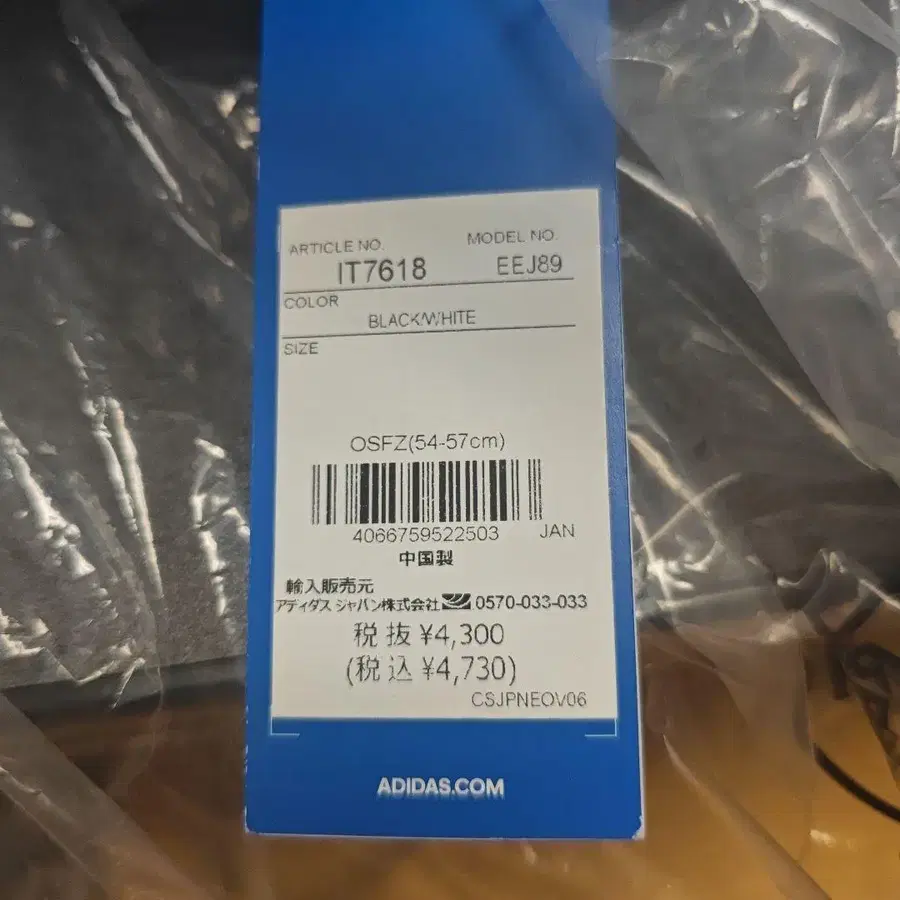 ARTICLE NO.
MODEL NO.
IT7618
EEJ89
COLOR
BLACK/WHITE
SIZE
OSFZ(54-57cm)
4066759522503 JAN
中国製
輸入販売元
アディダス ジャパン株式会社 0570-033-033
税抜 ¥4,300
(税込 ¥4,730)
CSJPNEOV06
ADIDAS.COM